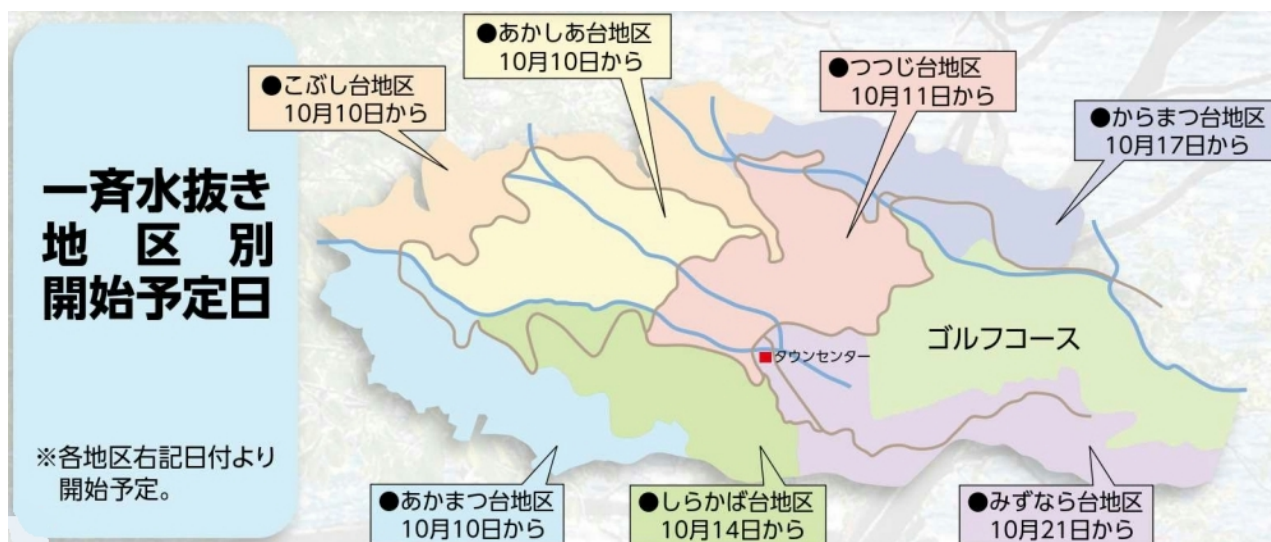 一斉水抜き
地区別
開始予定日
※各地区右記日付より
開始予定。
●こぶし台地区
10月10日から
●あかしあ台地区
10月10日から
●つつじ台地区
10月11日から
●からまつ台地区
10月17日から
ゴルフコース
タウンセンター
●あかまつ台地区
10月10日から
●しらかば台地区
10月14日から
●みずなら台地区
10月21日から